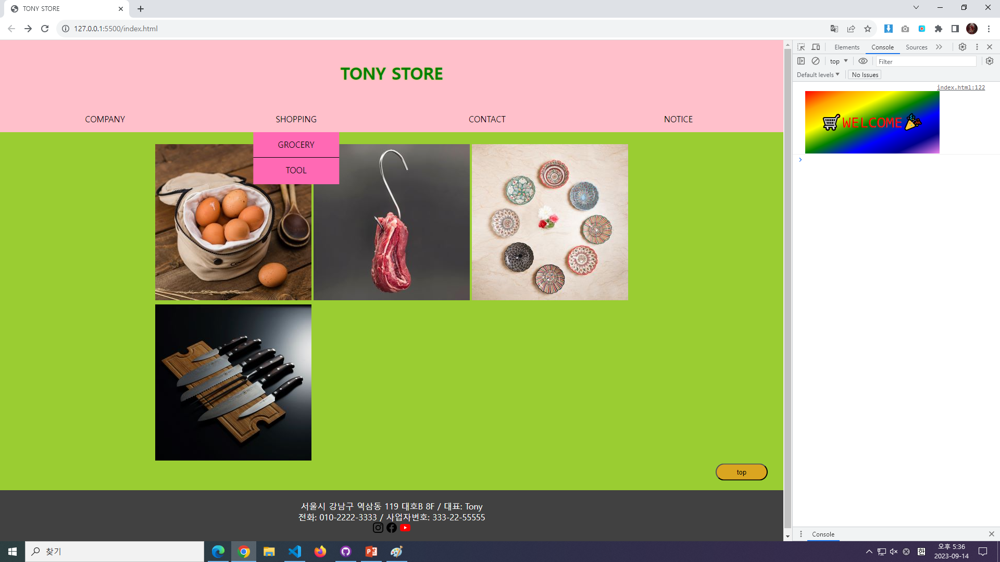 TONY STORE
127.0.0.1:5500/index.html
TONY STORE
COMPANY
SHOPPING
CONTACT
NOTICE
GROCERY
TOOL
top
서울시 강남구 역삼동 119 대호B 8F / 대표: Tony
전화: 010-2222-3333 / 사업자번호: 333-22-55555
Elements
Console
Sources
top
Filter
Default levels
No Issues
index.html:122
WELCOME
Console
찾기
오후 5:36
2023-09-14
한